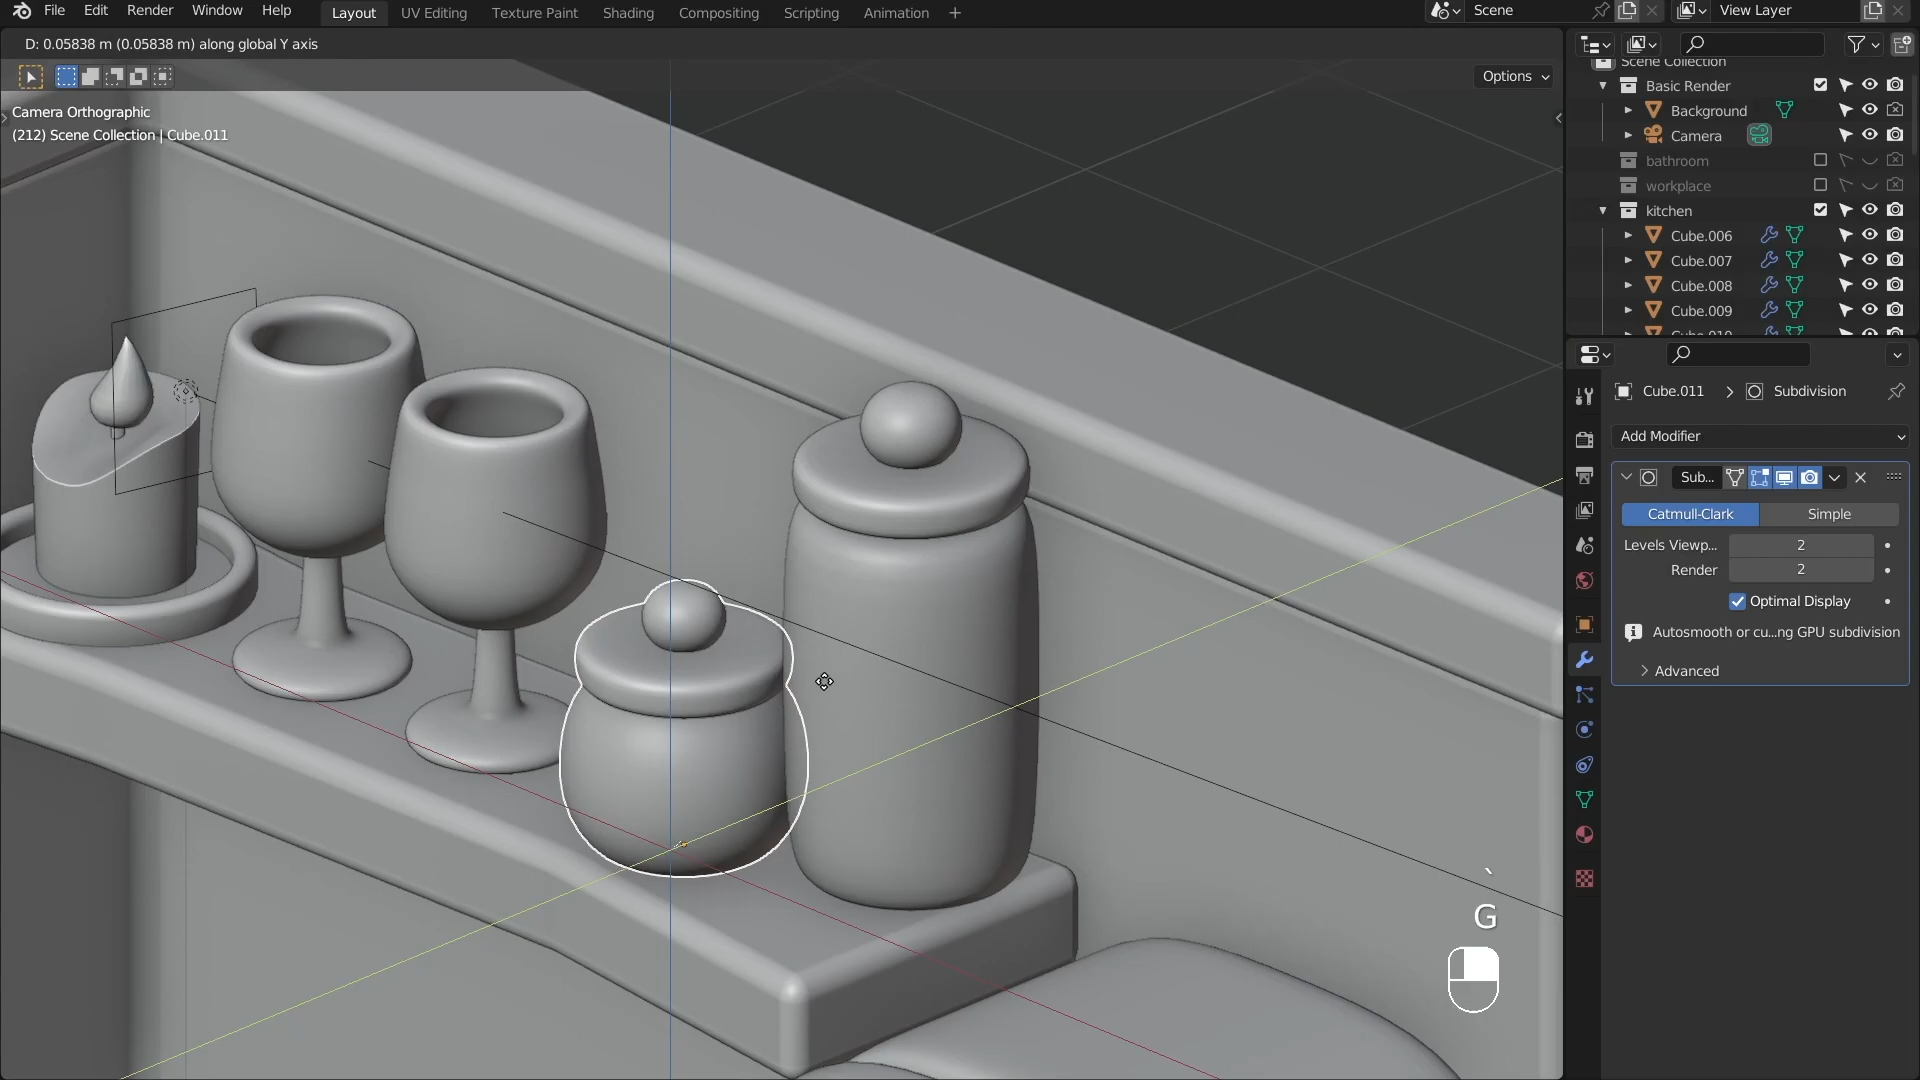 File Edit Render Window Help Layout UV Editing Texture Paint Shading Compositing Scripting Animation + Scene View Layer
D: 0.05838 m (0.05838 m) along global Y axis
Options
Camera Orthographic
(212) Scene Collection | Cube.011
Scene Collection
Basic Render
Background
Camera
bathroom
workplace
kitchen
Cube.006
Cube.007
Cube.008
Cube.009
Cube.010
Cube.011 > Subdivision
Add Modifier
Sub...
Catmull-Clark Simple
Levels Viewp... 2
Render 2
Optimal Display
Autosmooth or cu...ng GPU subdivision
Advanced
`
G